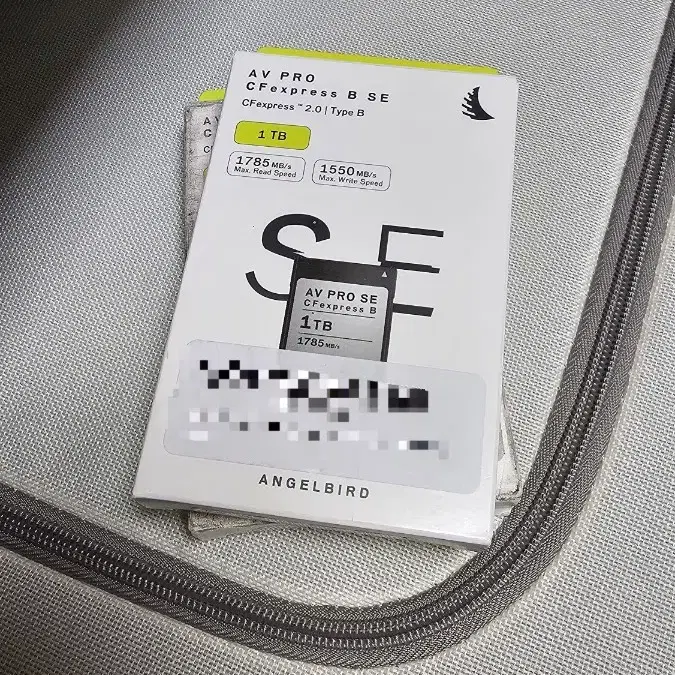 AV PRO
CFexpress B SE
CFexpress™ 2.0 | Type B
1 TB
1785 MB/s
Max. Read Speed
1550 MB/s
Max. Write Speed
SE
AV PRO SE
CFexpress B
1TB
1785 MB/s
ANGELBIRD